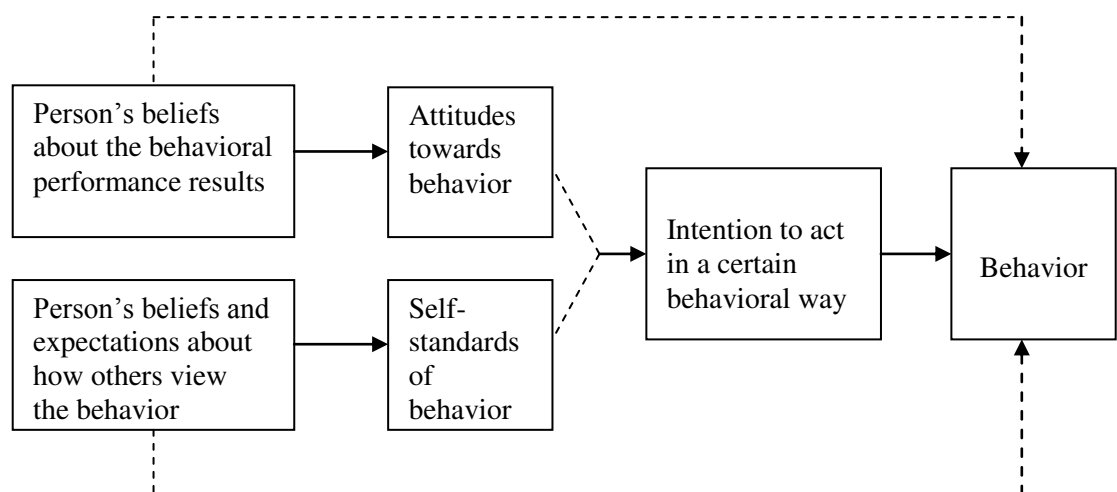 Person’s beliefs
about the behavioral
performance results
Attitudes
towards
behavior
Person’s beliefs and
expectations about
how others view
the behavior
Self-
standards
of
behavior
Intention to act
in a certain
behavioral way
Behavior